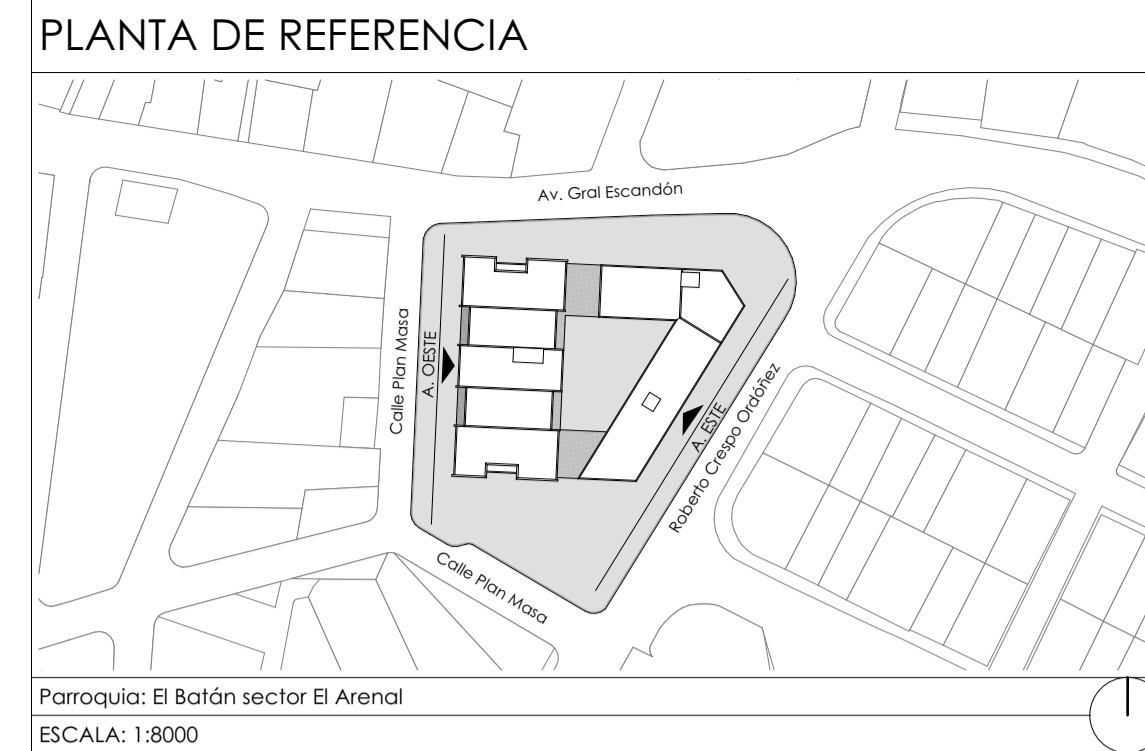 PLANTA DE REFERENCIA
Av. Gral Escandón
Calle Plan Masa
A. OESTE
A. ESTE
Roberto Crespo Ordóñez
Calle Plan Masa
Parroquia: El Batán sector El Arenal
ESCALA: 1:8000